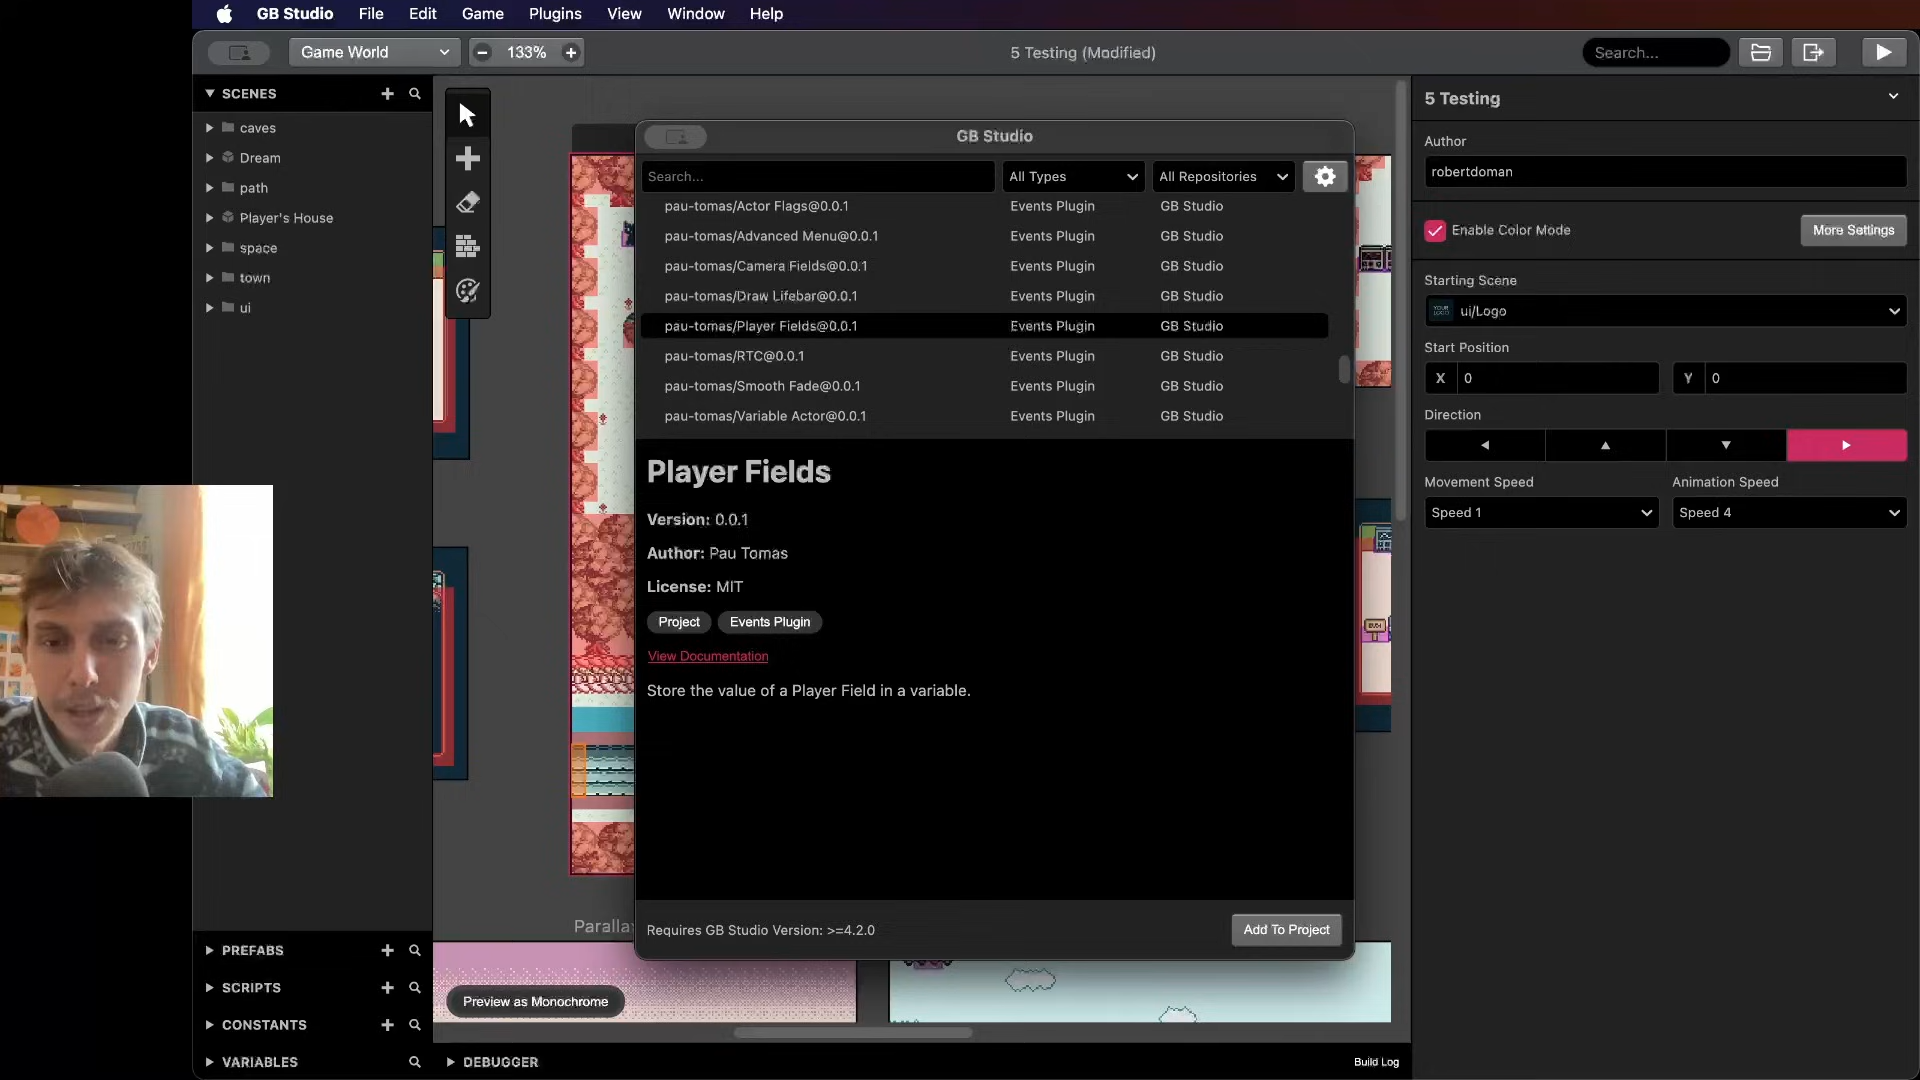 GB Studio File Edit Game Plugins View Window Help
Game World 133% 5 Testing (Modified) Search...
SCENES
caves
Dream
path
Player's House
space
town
ui
PREFABS
SCRIPTS
CONSTANTS
VARIABLES
GB Studio
Search... All Types All Repositories
pau-tomas/Actor Flags@0.0.1 Events Plugin GB Studio
pau-tomas/Advanced Menu@0.0.1 Events Plugin GB Studio
pau-tomas/Camera Fields@0.0.1 Events Plugin GB Studio
pau-tomas/Draw Lifebar@0.0.1 Events Plugin GB Studio
pau-tomas/Player Fields@0.0.1 Events Plugin GB Studio
pau-tomas/RTC@0.0.1 Events Plugin GB Studio
pau-tomas/Smooth Fade@0.0.1 Events Plugin GB Studio
pau-tomas/Variable Actor@0.0.1 Events Plugin GB Studio
Player Fields
Version: 0.0.1
Author: Pau Tomas
License: MIT
Project Events Plugin
View Documentation
Store the value of a Player Field in a variable.
Requires GB Studio Version: >=4.2.0 Add To Project
Preview as Monochrome
DEBUGGER Build Log
5 Testing
Author
robertdoman
Enable Color Mode More Settings
Starting Scene
ui/Logo
Start Position
X 0 Y 0
Direction
Movement Speed Animation Speed
Speed 1 Speed 4